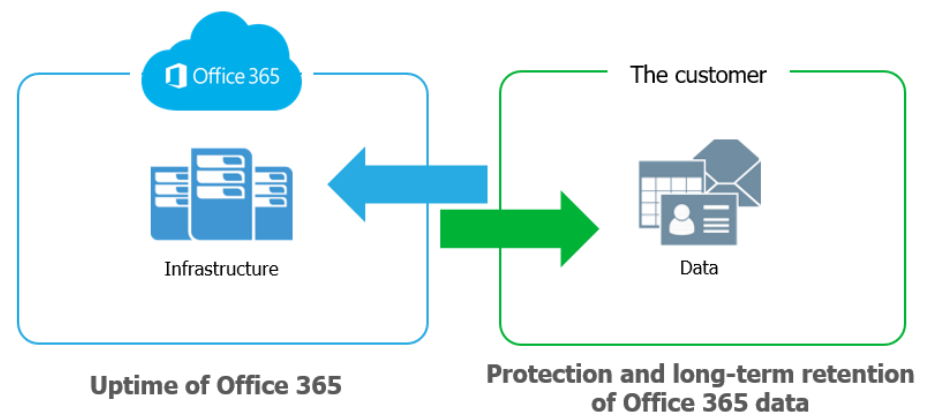 Office 365
The customer
Infrastructure
Data
Uptime of Office 365
Protection and long-term retention
of Office 365 data